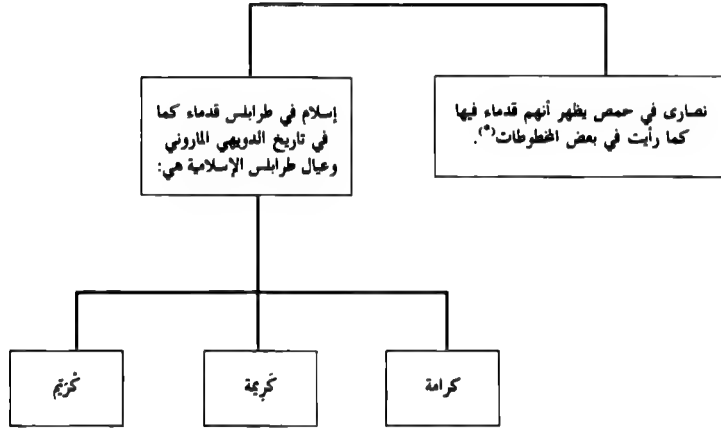 نصارى في حمص يظهر أنهم قدماء فيها
كما رأيت في بعض المخطوطات(*).
إسلام في طرابلس قدماء كما
في تاريخ الدويهي الماروني
وعيال طرابلس الإسلامية هي:
كرامة
كَرِيمة
كُرَيِّم